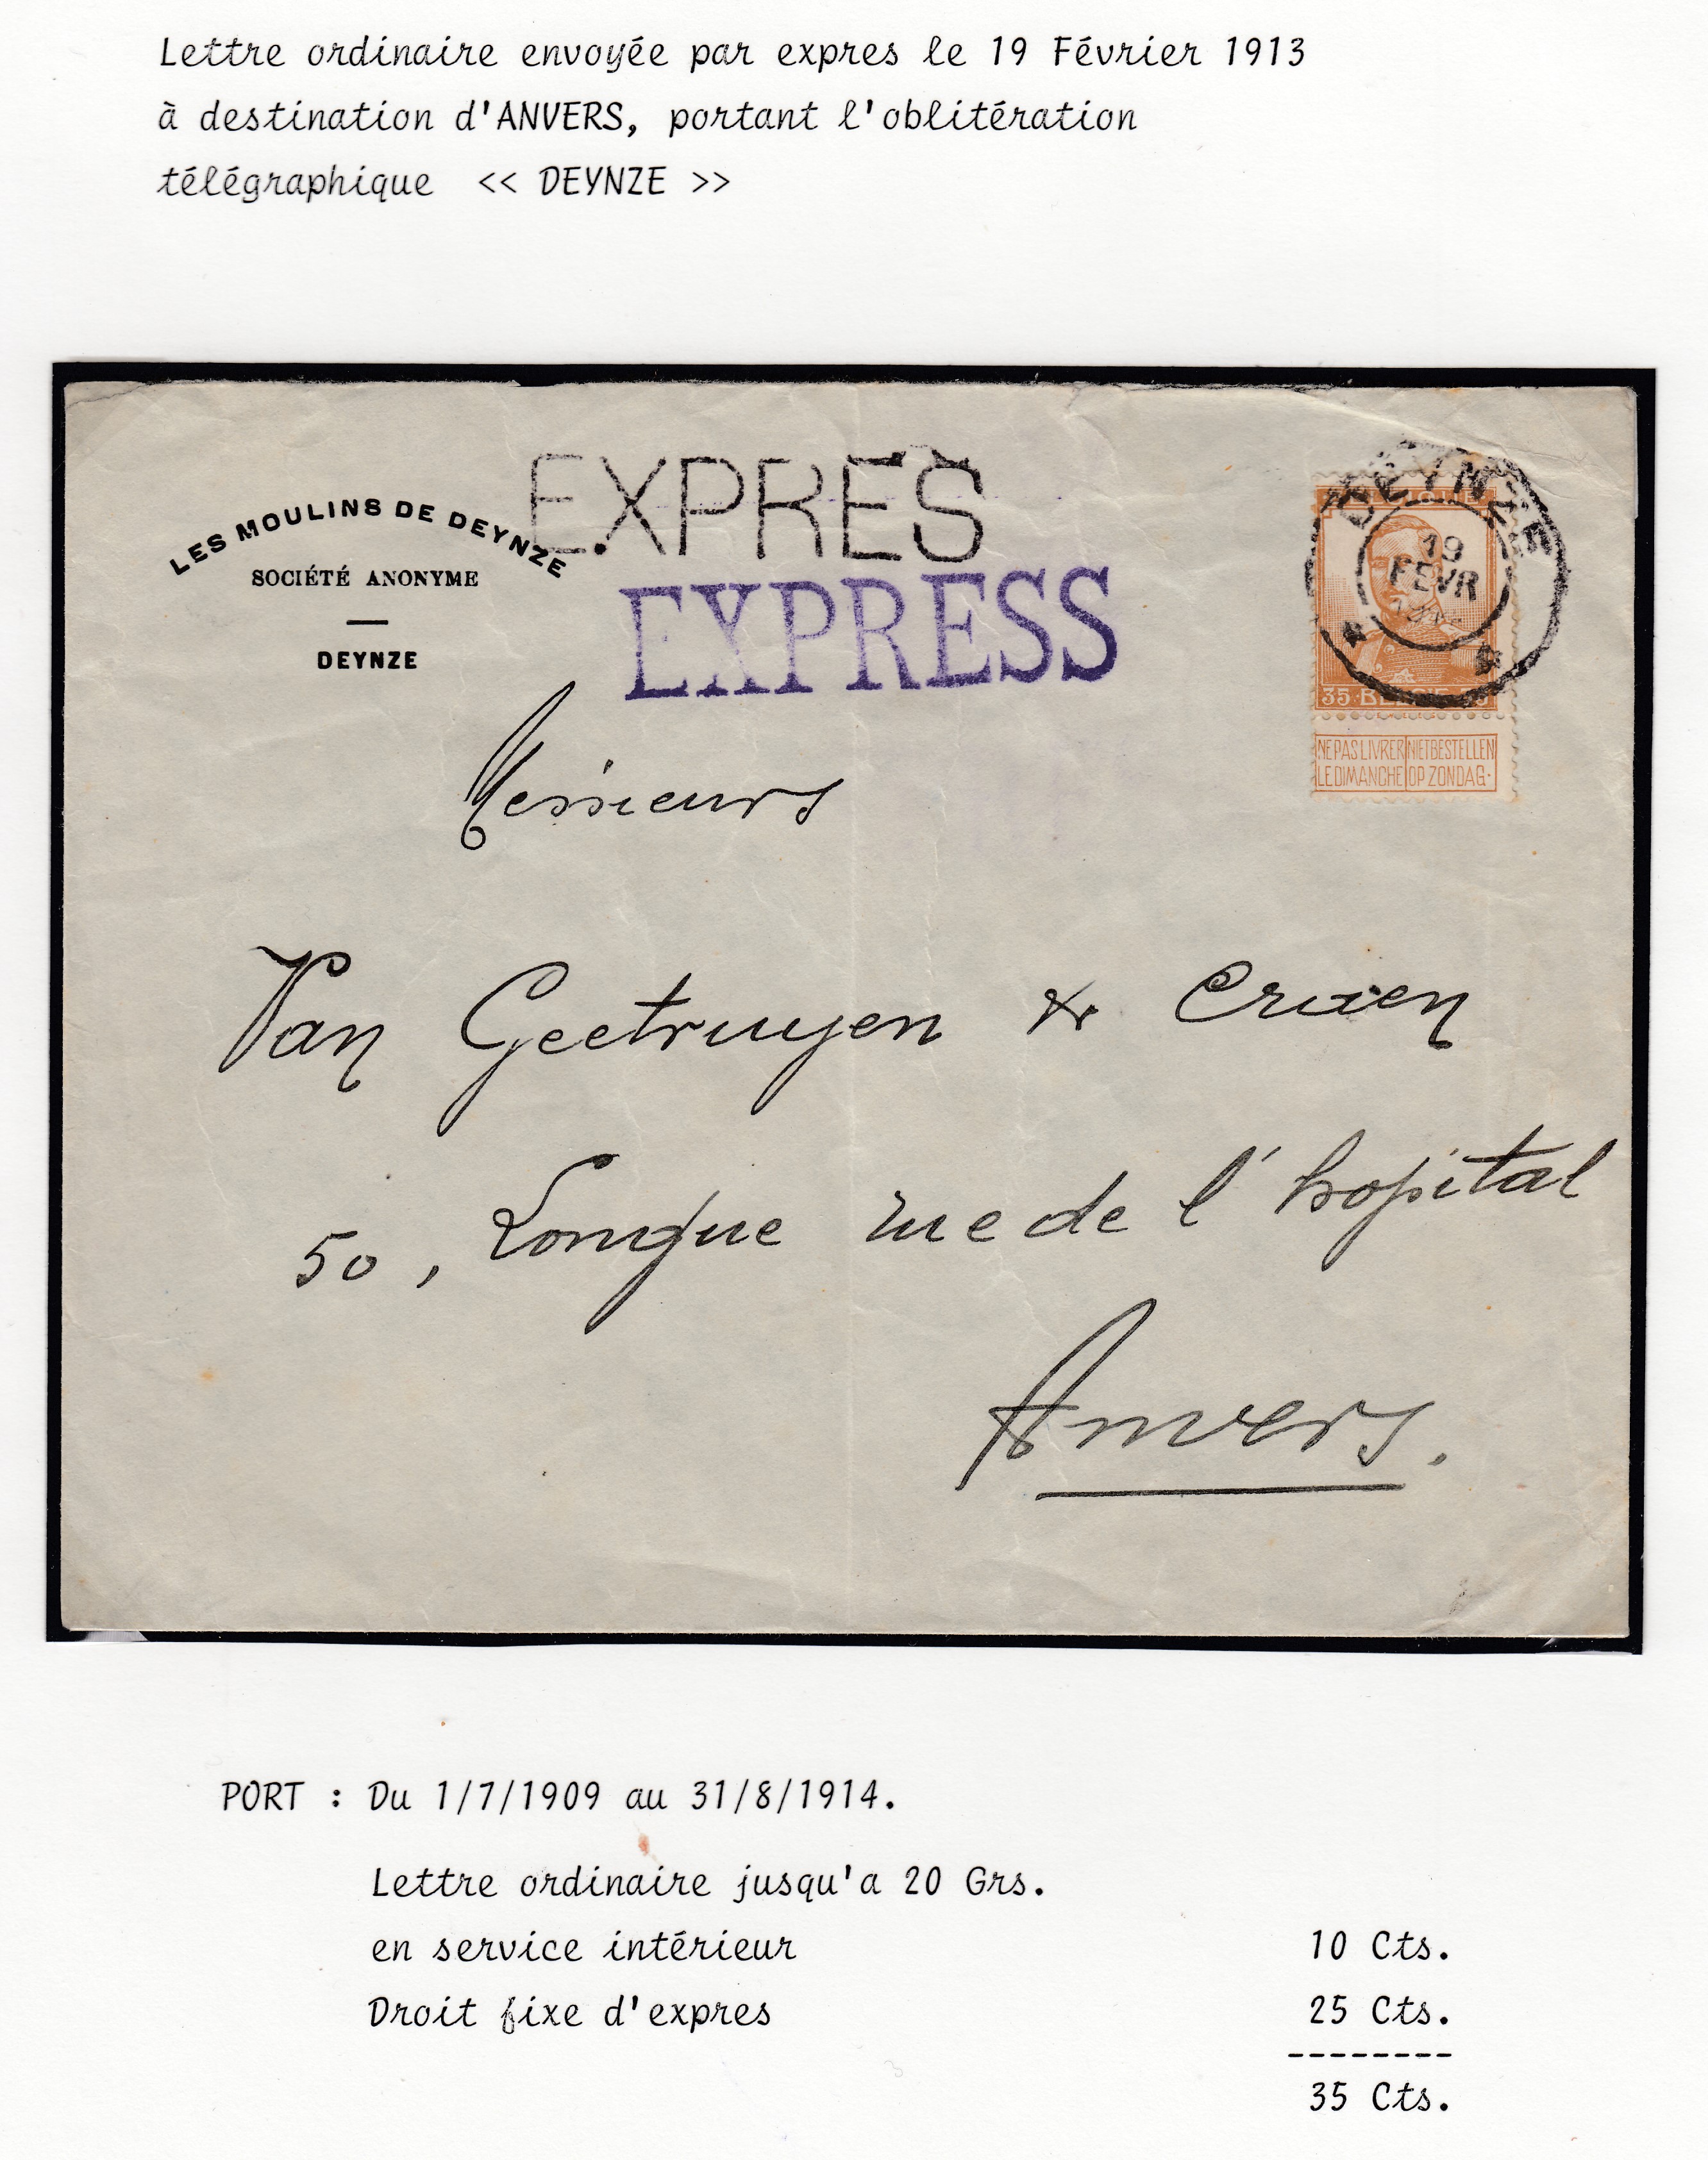 Lettre ordinaire envoyée par expres le 19 Février 1913
à destination d'ANVERS, portant l'oblitération
télégraphique << DEYNZE >>
LES MOULINS DE DEYNZE
SOCIÉTÉ ANONYME
DEYNZE
EXPRES
EXPRESS
DEYNZE
19
FEVR
35·BELGIE
NE PAS LIVRER NIET BESTELLEN
LE DIMANCHE OP ZONDAG·
Messieurs
Van Geetruyen & Cruen
50, Longue rue de l'hopital
Anvers.
PORT : Du 1/7/1909 au 31/8/1914.
Lettre ordinaire jusqu'a 20 Grs.
en service intérieur 10 Cts.
Droit fixe d'expres 25 Cts.
--------
35 Cts.